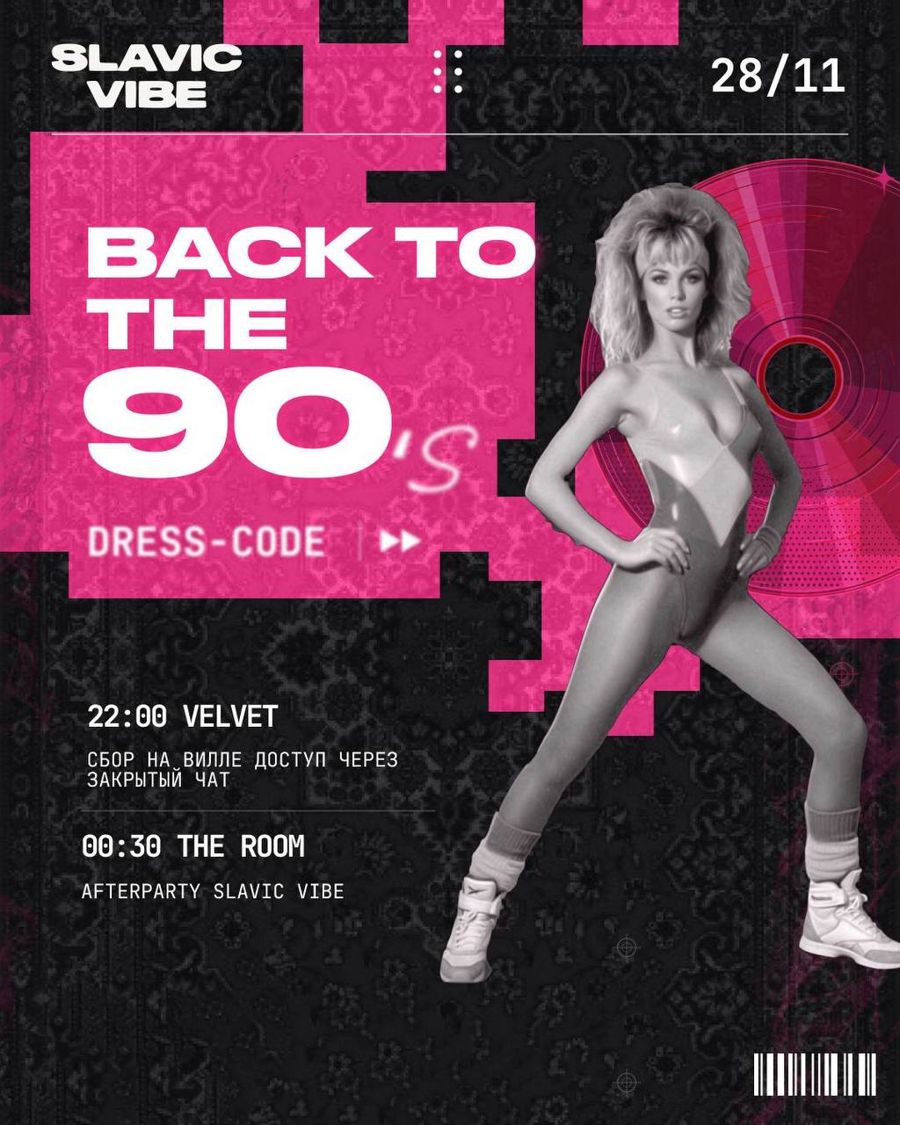 SLAVIC
VIBE
28/11
BACK TO
THE
90's
DRESS-CODE
22:00 VELVET
СБОР НА ВИЛЛЕ ДОСТУП ЧЕРЕЗ
ЗАКРЫТЫЙ ЧАТ
00:30 THE ROOM
AFTERPARTY SLAVIC VIBE